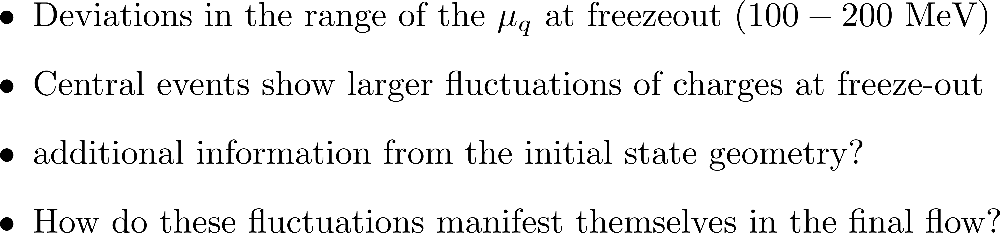 • Deviations in the range of the μ_q at freezeout (100 − 200 MeV)
• Central events show larger fluctuations of charges at freeze-out
• additional information from the initial state geometry?
• How do these fluctuations manifest themselves in the final flow?